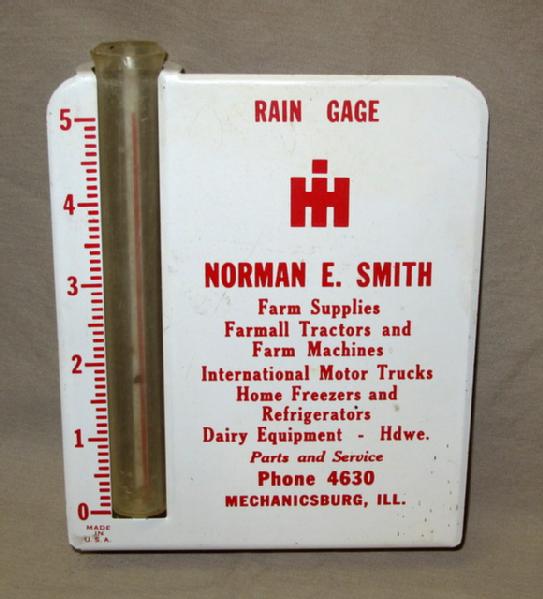 RAIN GAGE
IH
NORMAN E. SMITH
Farm Supplies
Farmall Tractors and
Farm Machines
International Motor Trucks
Home Freezers and
Refrigerators
Dairy Equipment - Hdwe.
Parts and Service
Phone 4630
MECHANICSBURG, ILL.
5
4
3
2
1
0
MADE
IN
U.S.A.